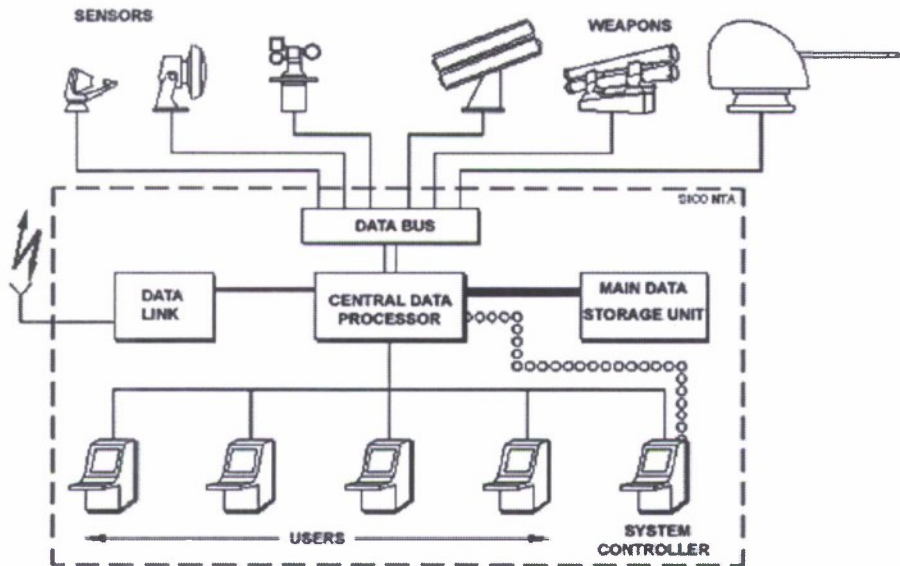 SENSORS
WEAPONS
SICO NTA
DATA BUS
DATA
LINK
CENTRAL DATA
PROCESSOR
MAIN DATA
STORAGE UNIT
USERS
SYSTEM
CONTROLLER